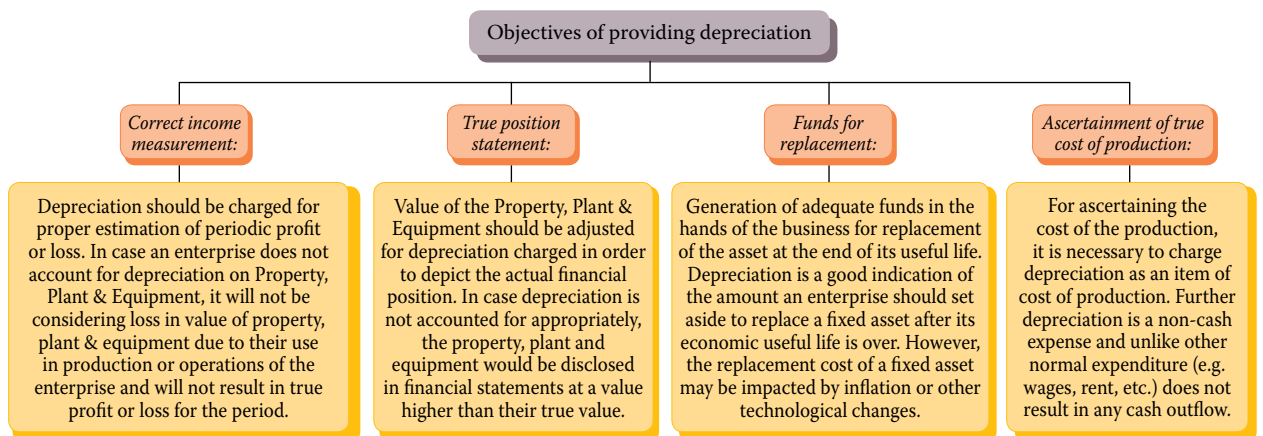 Objectives of providing depreciation
Correct income
measurement:
Depreciation should be charged for
proper estimation of periodic profit
or loss. In case an enterprise does not
account for depreciation on Property,
Plant & Equipment, it will not be
considering loss in value of property,
plant & equipment due to their use
in production or operations of the
enterprise and will not result in true
profit or loss for the period.
True position
statement:
Value of the Property, Plant &
Equipment should be adjusted
for depreciation charged in order
to depict the actual financial
position. In case depreciation is
not accounted for appropriately,
the property, plant and
equipment would be disclosed
in financial statements at a value
higher than their true value.
Funds for
replacement:
Generation of adequate funds in the
hands of the business for replacement
of the asset at the end of its useful life.
Depreciation is a good indication of
the amount an enterprise should set
aside to replace a fixed asset after its
economic useful life is over. However,
the replacement cost of a fixed asset
may be impacted by inflation or other
technological changes.
Ascertainment of true
cost of production:
For ascertaining the
cost of the production,
it is necessary to charge
depreciation as an item of
cost of production. Further
depreciation is a non-cash
expense and unlike other
normal expenditure (e.g.
wages, rent, etc.) does not
result in any cash outflow.